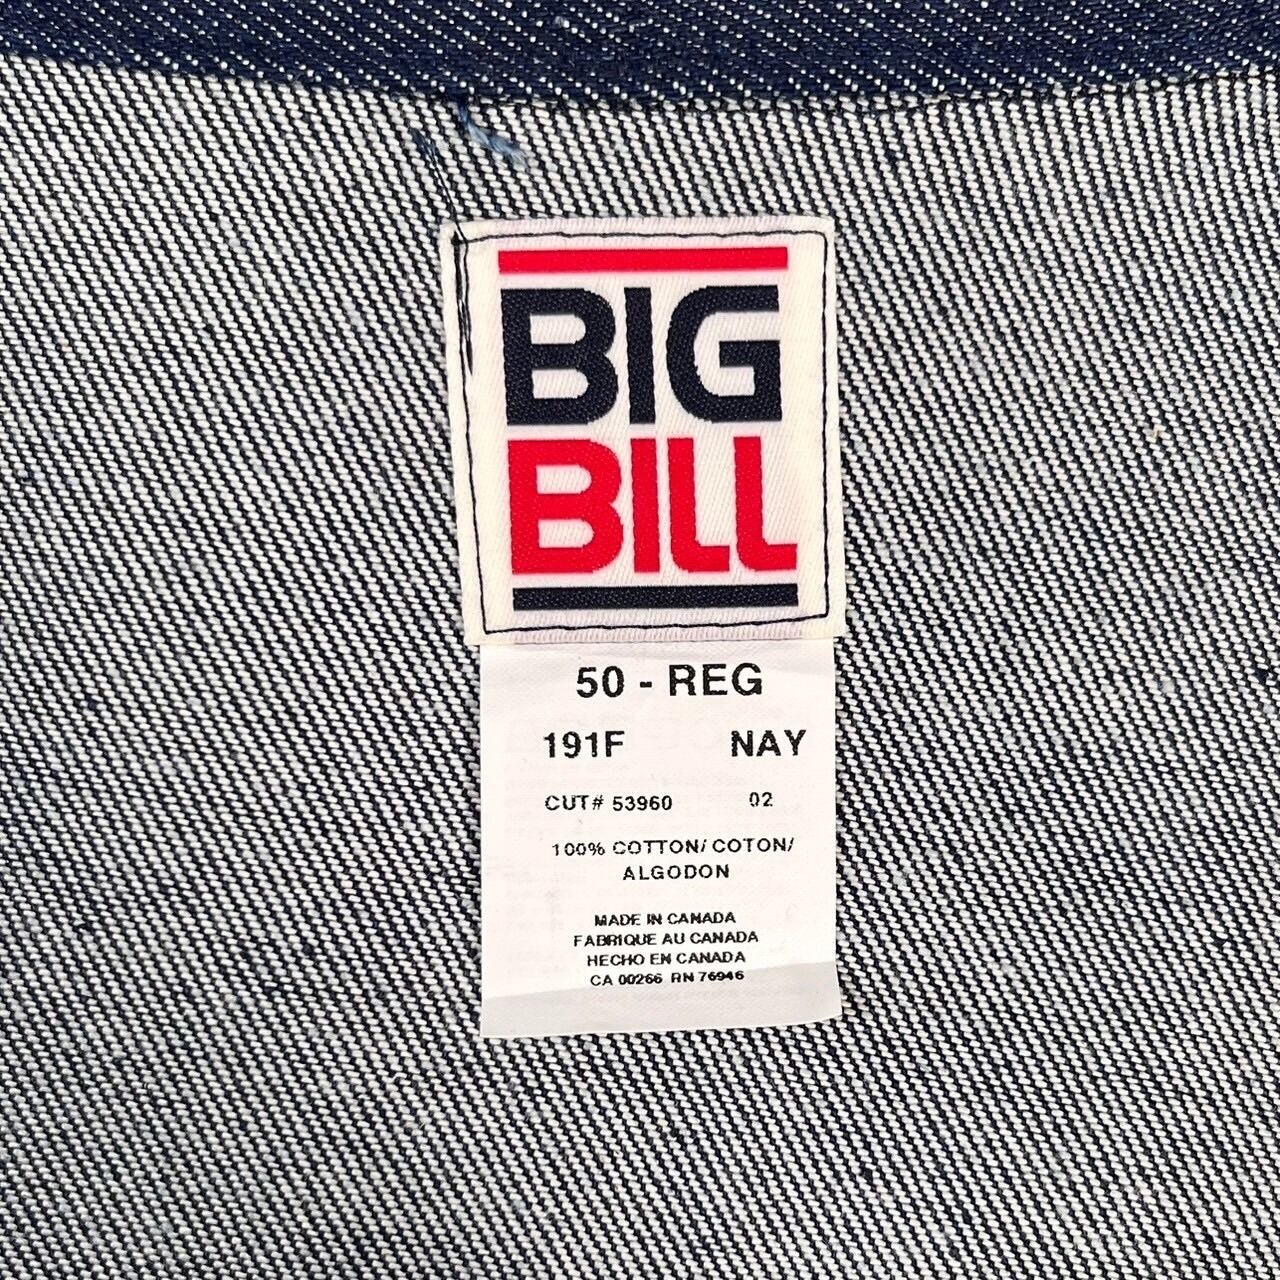 BIG
BILL
50 - REG
191F NAY
CUT# 53960 02
100% COTTON/ COTON/
ALGODON
MADE IN CANADA
FABRIQUE AU CANADA
HECHO EN CANADA
CA 00266 RN 76946